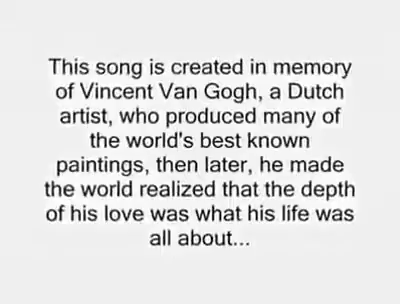 This song is created in memory
of Vincent Van Gogh, a Dutch
artist, who produced many of
the world's best known
paintings, then later, he made
the world realized that the depth
of his love was what his life was
all about...